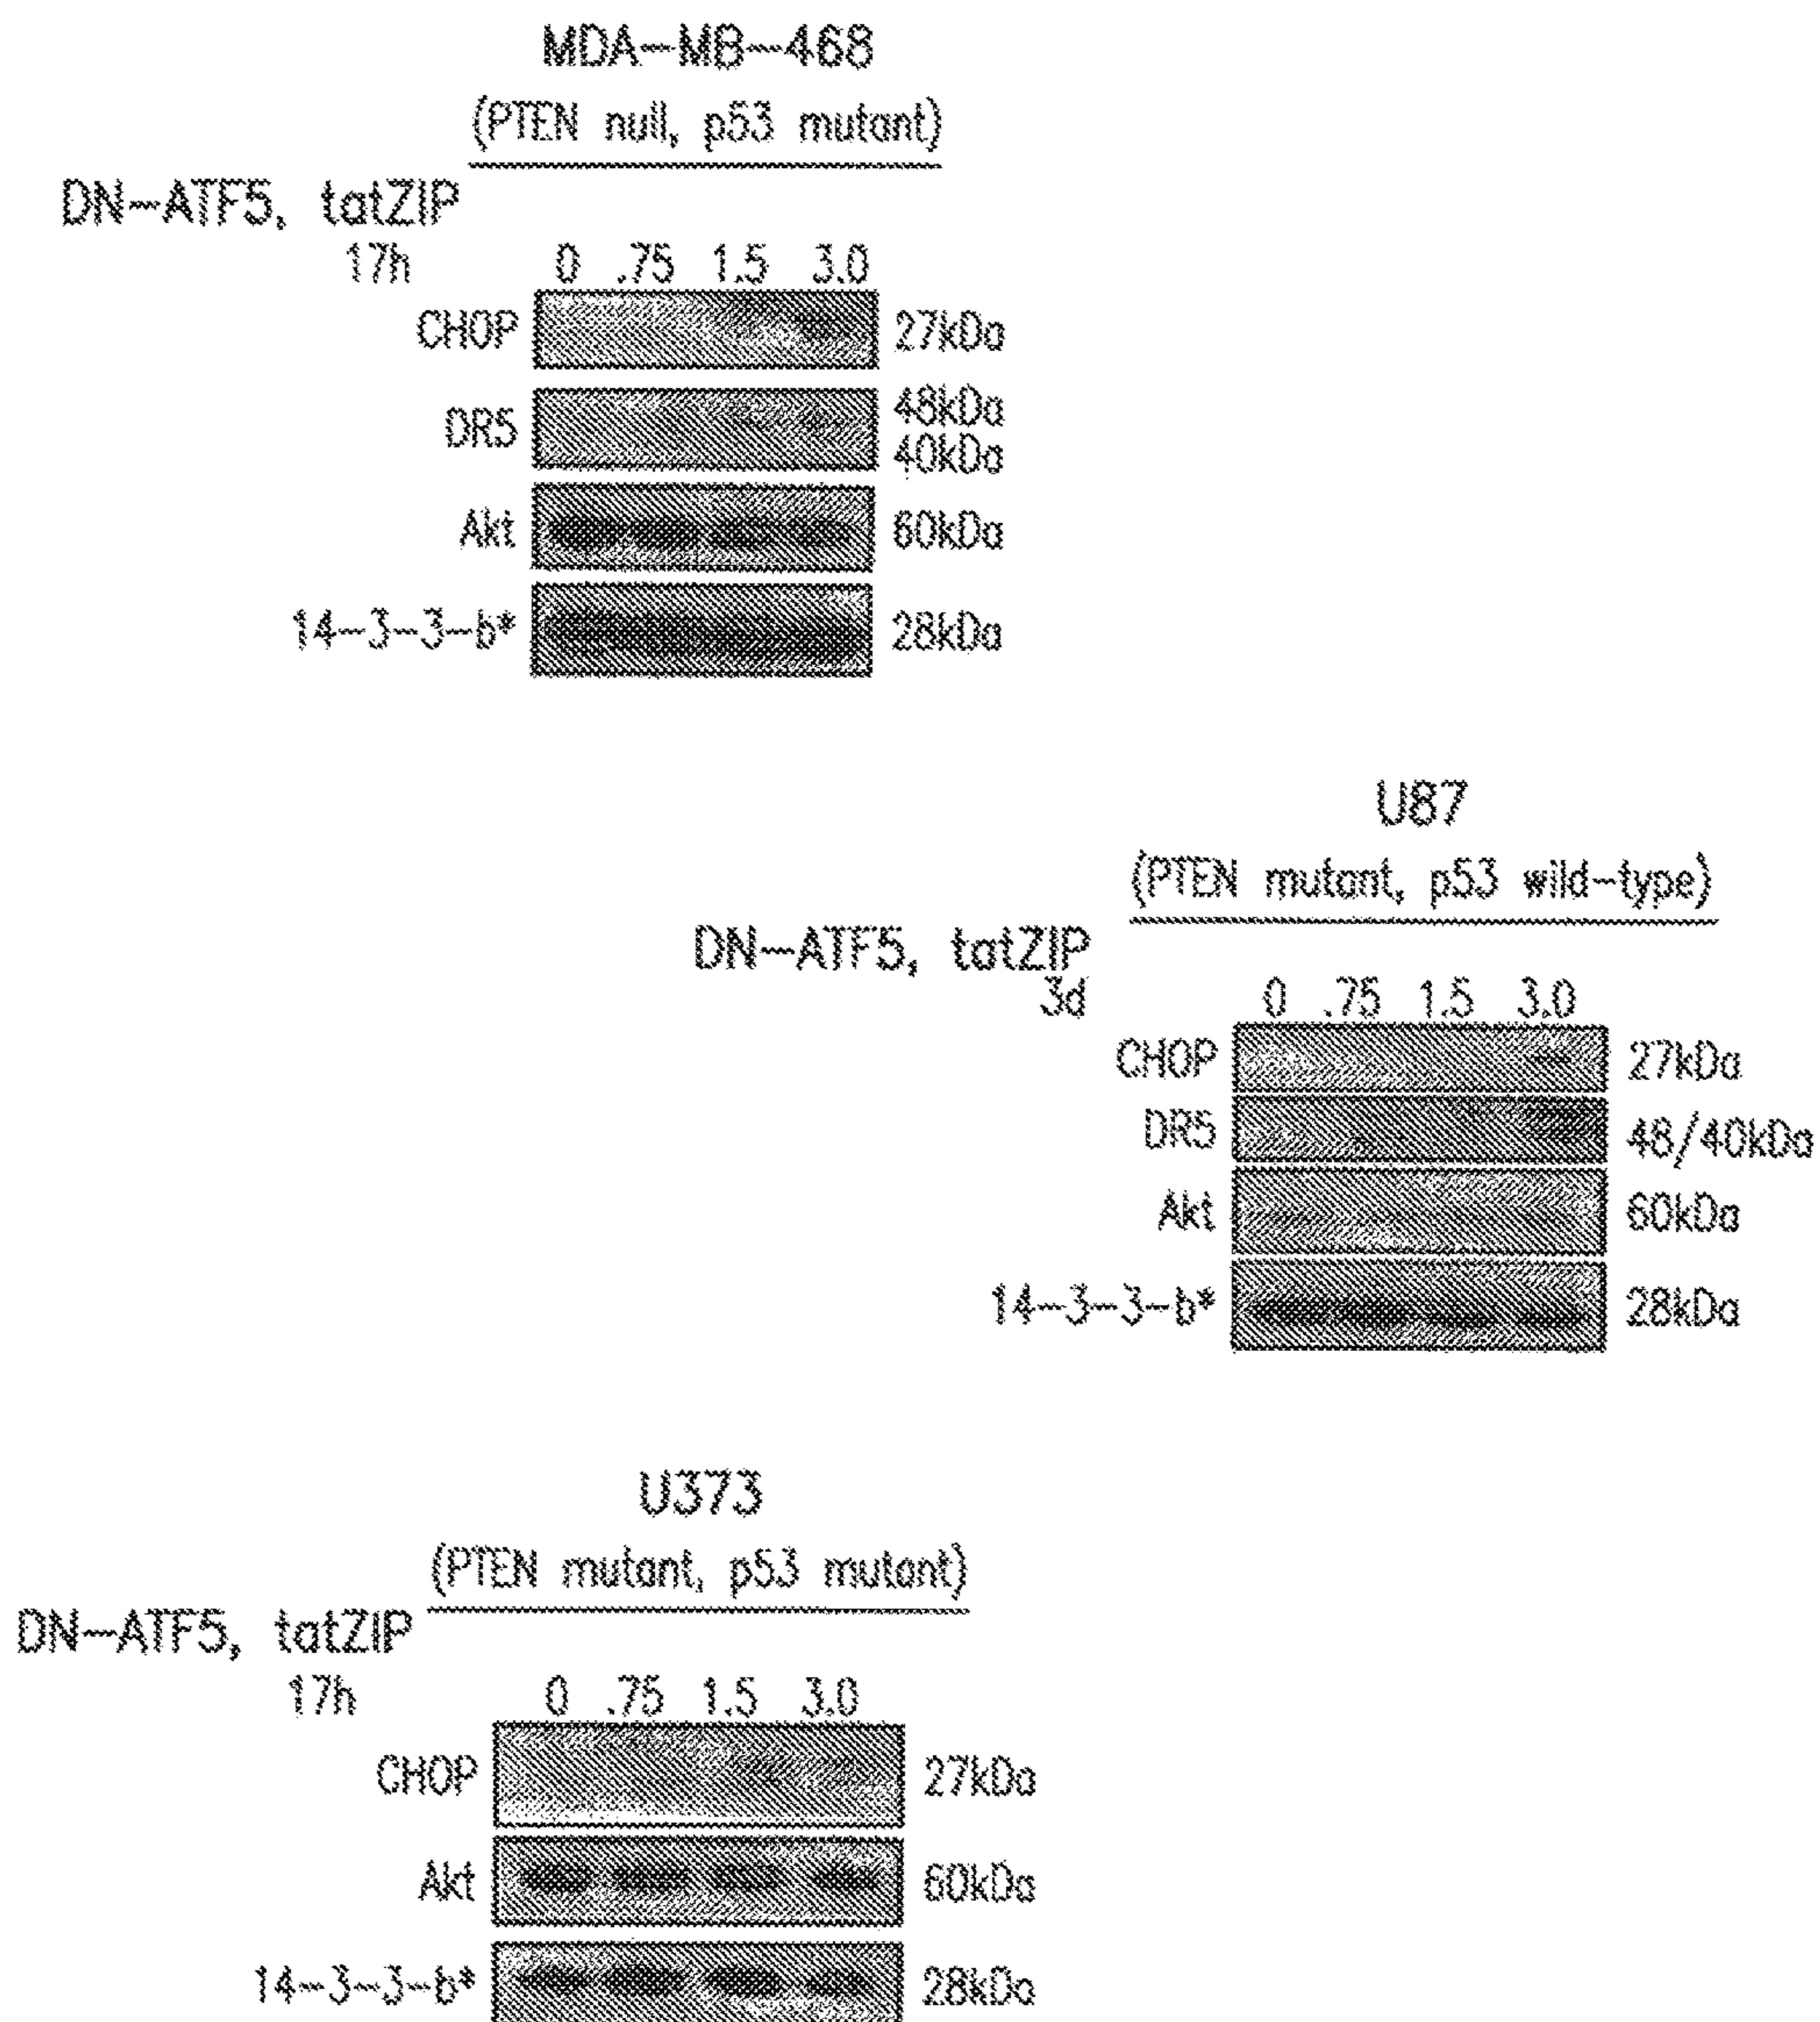 MDA-MB-468
(PTEN null, p53 mutant)
DN-ATF5, tatZIP
17h 0 .75 1.5 3.0
CHOP 27kDa
DR5 48kDa
40kDa
Akt 60kDa
14-3-3-b* 28kDa
U87
(PTEN mutant, p53 wild-type)
DN-ATF5, tatZIP
3d 0 .75 1.5 3.0
CHOP 27kDa
DR5 48/40kDa
Akt 60kDa
14-3-3-b* 28kDa
U373
(PTEN mutant, p53 mutant)
DN-ATF5, tatZIP
17h 0 .75 1.5 3.0
CHOP 27kDa
Akt 60kDa
14-3-3-b* 28kDa